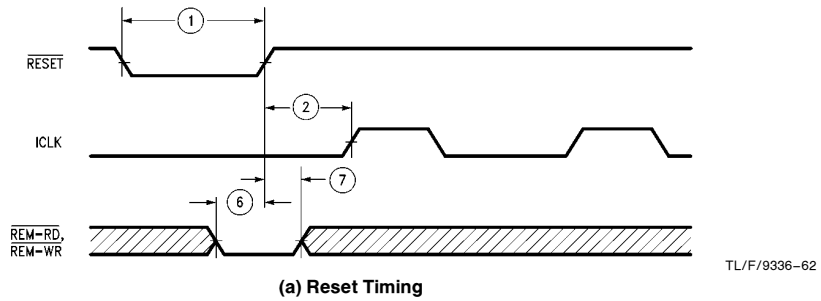 1
RESET
2
ICLK
7
6
REM-RD,
REM-WR
TL/F/9336-62
(a) Reset Timing